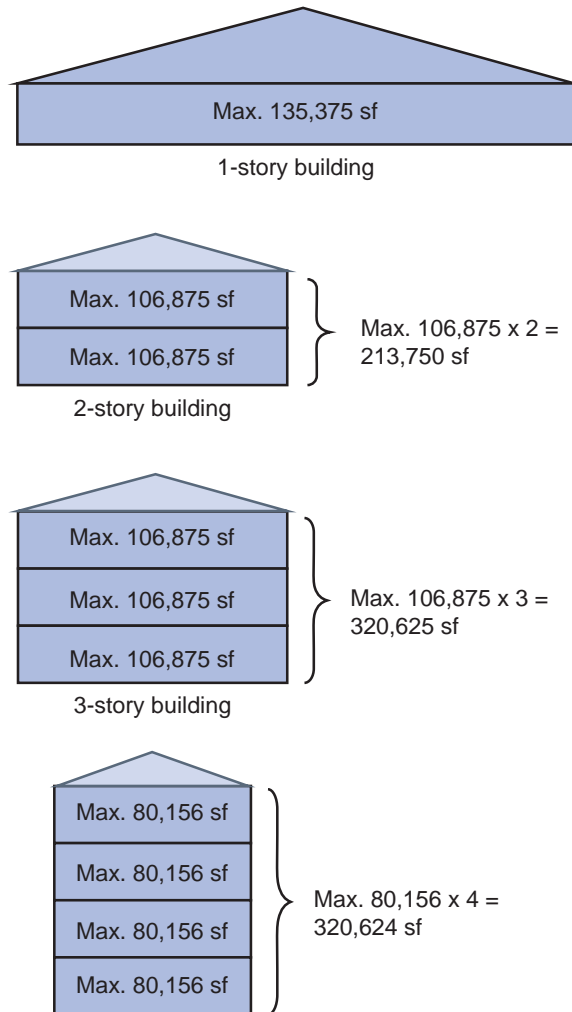 Max. 135,375 sf
1-story building
Max. 106,875 sf
Max. 106,875 sf
Max. 106,875 x 2 =
213,750 sf
2-story building
Max. 106,875 sf
Max. 106,875 sf
Max. 106,875 sf
Max. 106,875 x 3 =
320,625 sf
3-story building
Max. 80,156 sf
Max. 80,156 sf
Max. 80,156 sf
Max. 80,156 sf
Max. 80,156 x 4 =
320,624 sf